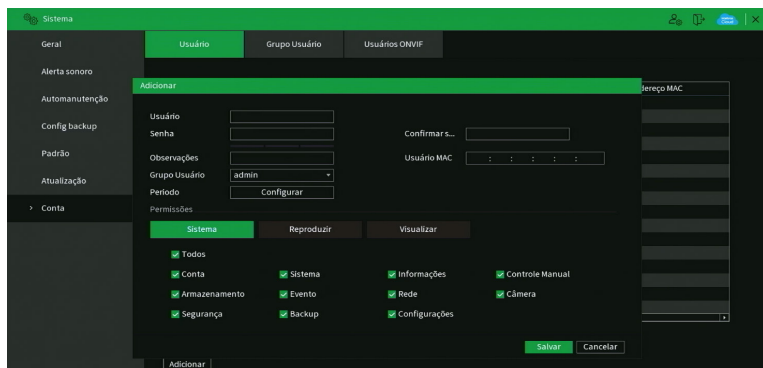 Sistema
Geral
Alerta sonoro
Automanutenção
Config backup
Padrão
Atualização
> Conta
Usuário Grupo Usuário Usuários ONVIF
dereço MAC
Adicionar
Usuário
Senha Confirmar s...
Observações Usuário MAC : : : : :
Grupo Usuário admin
Período Configurar
Permissões
Sistema Reproduzir Visualizar
Todos
Conta Sistema Informações Controle Manual
Armazenamento Evento Rede Câmera
Segurança Backup Configurações
Salvar Cancelar
Adicionar